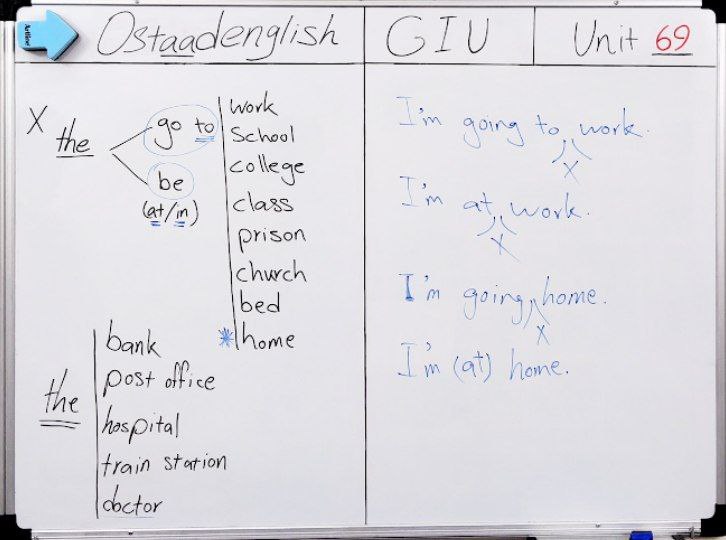 Ostaadenglish
GIU
Unit 69
X the
go to
be
(at/in)
work
school
college
class
prison
church
bed
*home
the
bank
post office
hospital
train station
doctor
I'm going to work.
X
I'm at work.
X
I'm going home.
X
I'm (at) home.